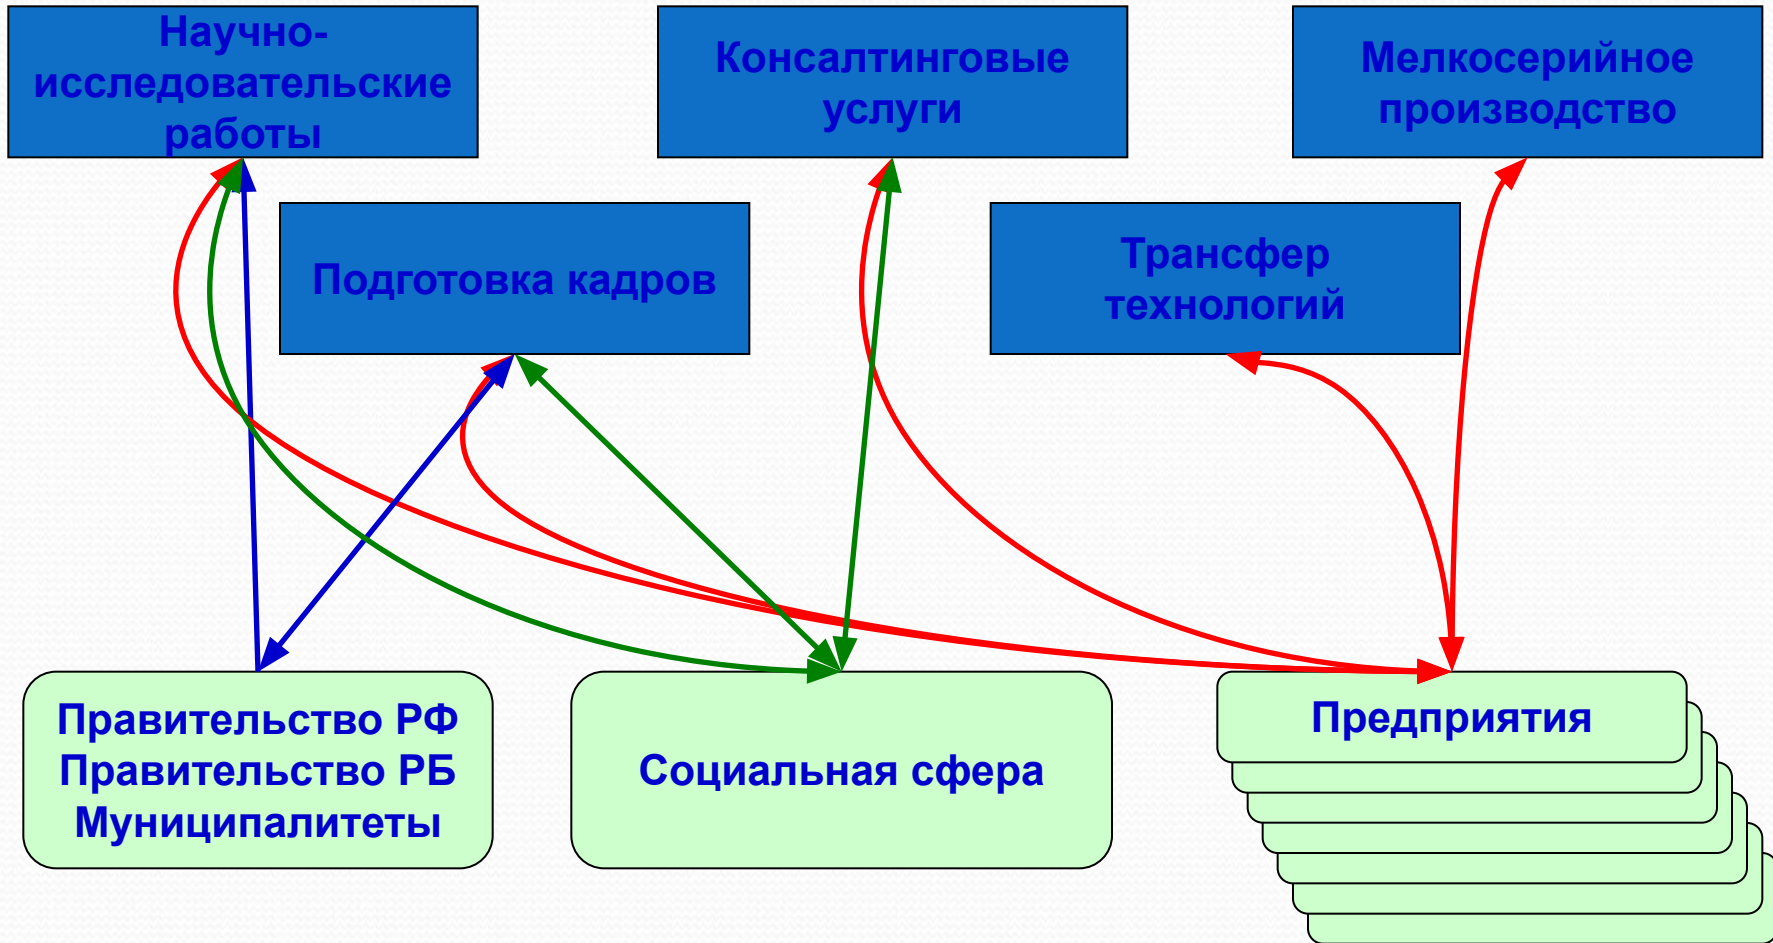 Научно-
исследовательские
работы
Консалтинговые
услуги
Мелкосерийное
производство
Подготовка кадров
Трансфер
технологий
Правительство РФ
Правительство РБ
Муниципалитеты
Социальная сфера
Предприятия